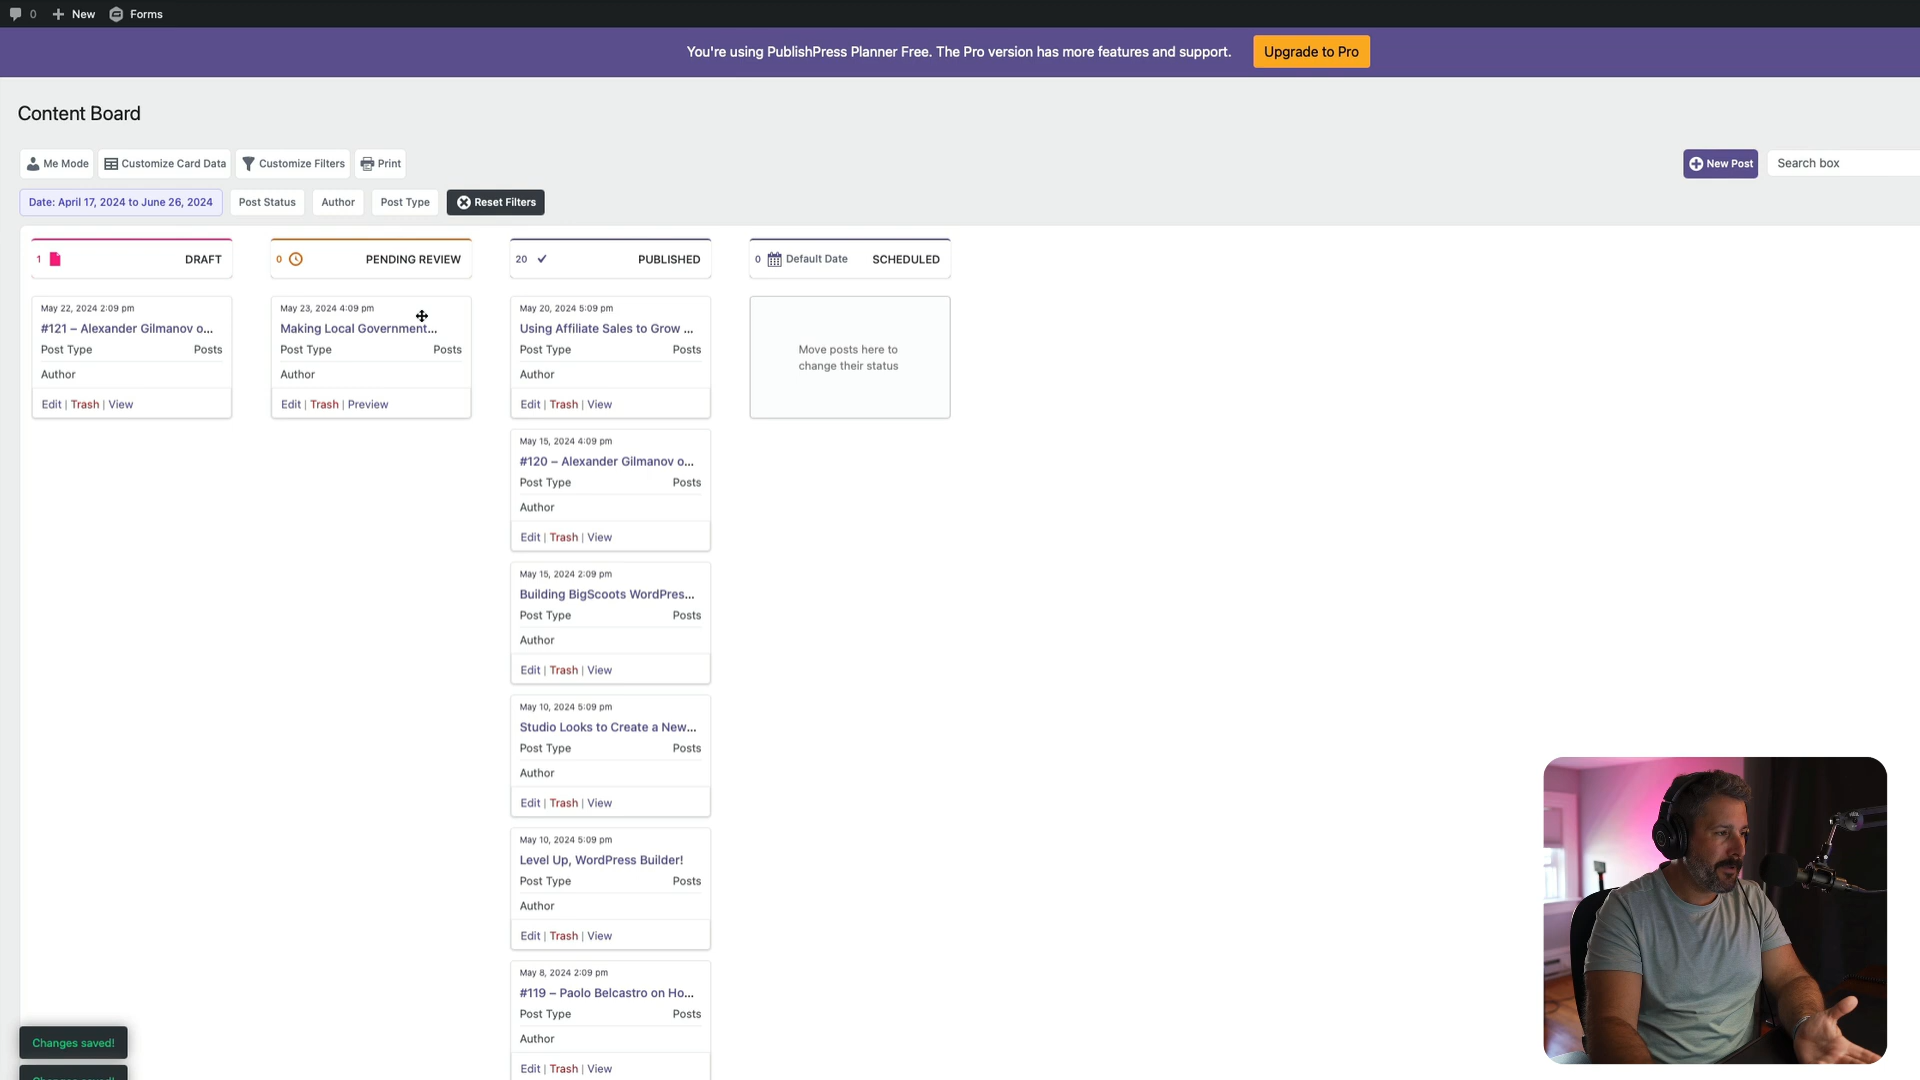 0 New Forms
You're using PublishPress Planner Free. The Pro version has more features and support. Upgrade to Pro
Content Board
Me Mode Customize Card Data Customize Filters Print
New Post Search box
Date: April 17, 2024 to June 26, 2024 Post Status Author Post Type Reset Filters
1 DRAFT
May 22, 2024 2:09 pm
#121 – Alexander Gilmanov o...
Post Type Posts
Author
Edit | Trash | View
0 PENDING REVIEW
May 23, 2024 4:09 pm
Making Local Government...
Post Type Posts
Author
Edit | Trash | Preview
20 PUBLISHED
May 20, 2024 5:09 pm
Using Affiliate Sales to Grow ...
Post Type Posts
Author
Edit | Trash | View
May 15, 2024 4:09 pm
#120 – Alexander Gilmanov o...
Post Type Posts
Author
Edit | Trash | View
May 15, 2024 2:09 pm
Building BigScoots WordPres...
Post Type Posts
Author
Edit | Trash | View
May 10, 2024 5:09 pm
Studio Looks to Create a New...
Post Type Posts
Author
Edit | Trash | View
May 10, 2024 5:09 pm
Level Up, WordPress Builder!
Post Type Posts
Author
Edit | Trash | View
May 8, 2024 2:09 pm
#119 – Paolo Belcastro on Ho...
Post Type Posts
Author
Edit | Trash | View
0 Default Date SCHEDULED
Move posts here to
change their status
Changes saved!